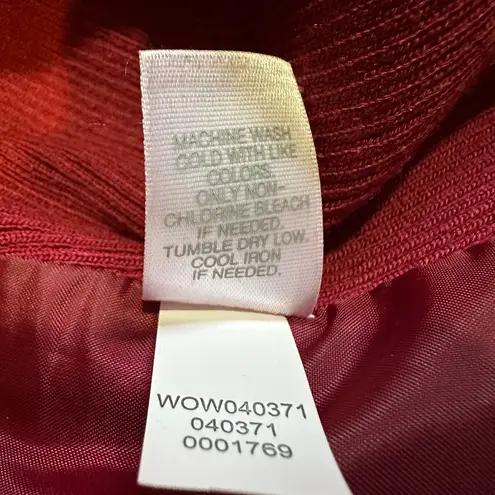 MACHINE WASH
COLD WITH LIKE
COLORS.
ONLY NON-
CHLORINE BLEACH
IF NEEDED.
TUMBLE DRY LOW.
COOL IRON
IF NEEDED.
WOW040371
040371
0001769